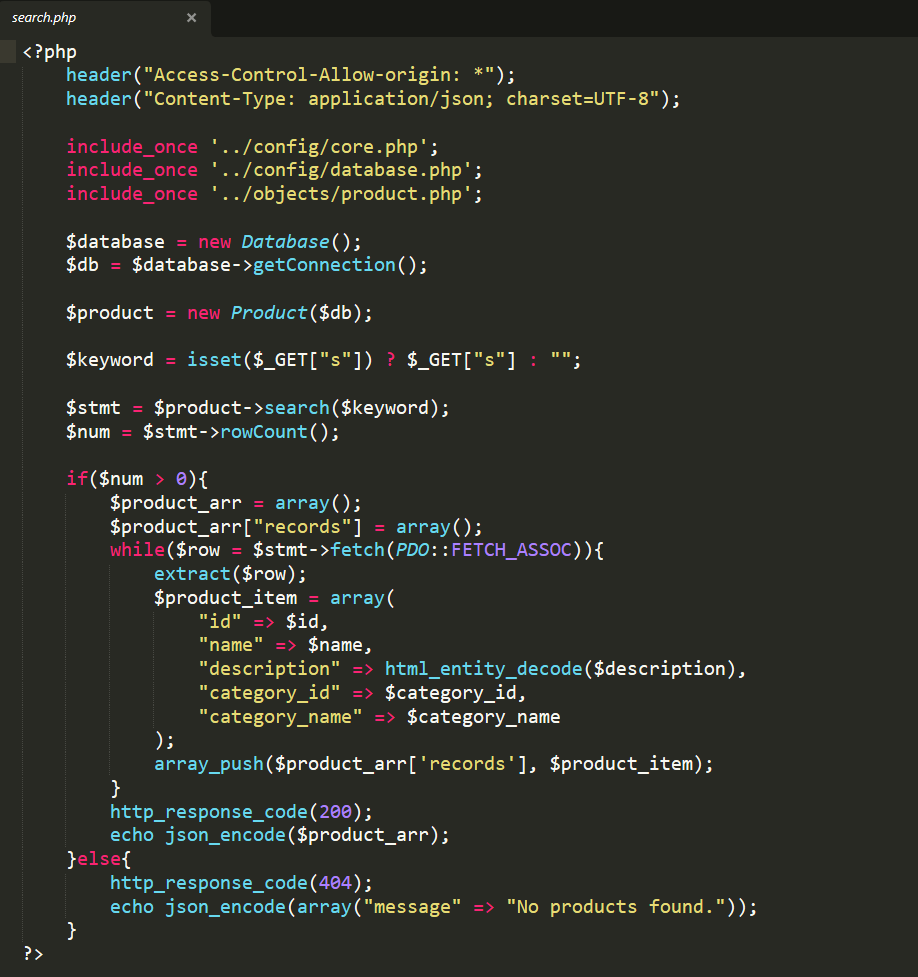 search.php ×
<?php
    header("Access-Control-Allow-origin: *");
    header("Content-Type: application/json; charset=UTF-8");

    include_once '../config/core.php';
    include_once '../config/database.php';
    include_once '../objects/product.php';

    $database = new Database();
    $db = $database->getConnection();

    $product = new Product($db);

    $keyword = isset($_GET["s"]) ? $_GET["s"] : "";

    $stmt = $product->search($keyword);
    $num = $stmt->rowCount();

    if($num > 0){
        $product_arr = array();
        $product_arr["records"] = array();
        while($row = $stmt->fetch(PDO::FETCH_ASSOC)){
            extract($row);
            $product_item = array(
                "id" => $id,
                "name" => $name,
                "description" => html_entity_decode($description),
                "category_id" => $category_id,
                "category_name" => $category_name
            );
            array_push($product_arr['records'], $product_item);
        }
        http_response_code(200);
        echo json_encode($product_arr);
    }else{
        http_response_code(404);
        echo json_encode(array("message" => "No products found."));
    }
?>